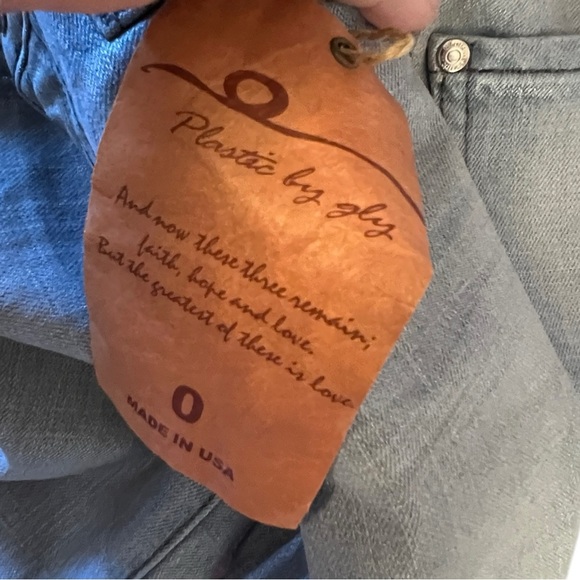 Plastic by gly
And now these three remain;
faith, hope and love.
But the greatest of these is love.
0
MADE IN USA